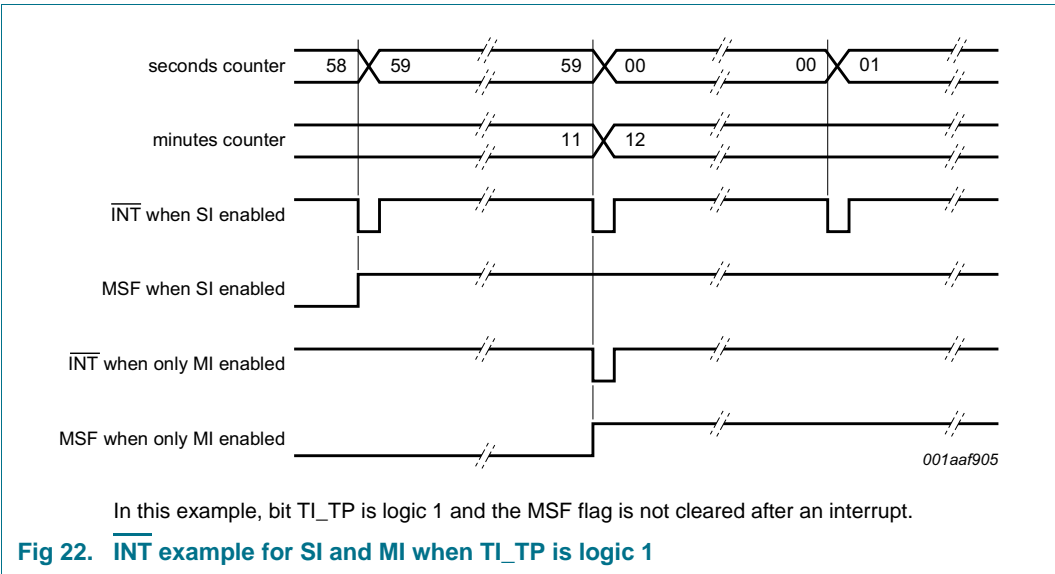 seconds counter 58 59 59 00 00 01
minutes counter 11 12
INT when SI enabled
MSF when SI enabled
INT when only MI enabled
MSF when only MI enabled
001aaf905
In this example, bit TI_TP is logic 1 and the MSF flag is not cleared after an interrupt.
Fig 22. INT example for SI and MI when TI_TP is logic 1